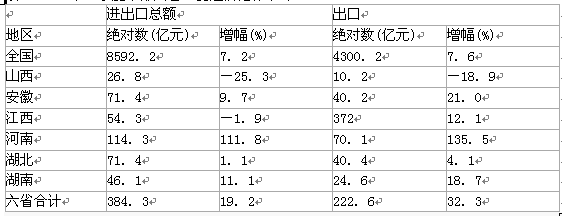 进出口总额 出口
地区 绝对数(亿元) 增幅(%) 绝对数(亿元) 增幅(%)
全国 8592. 2 7. 2 4300. 2 7. 6
山西 26. 8 —25. 3 10. 2 —18. 9
安徽 71. 4 9. 7 40. 2 21. 0
江西 54. 3 —1. 9 372 12. 1
河南 114. 3 111. 8 70. 1 135. 5
湖北 71. 4 1. 1 40. 4 4. 1
湖南 46. 1 11. 1 24. 6 18. 7
六省合计 384. 3 19. 2 222. 6 32. 3